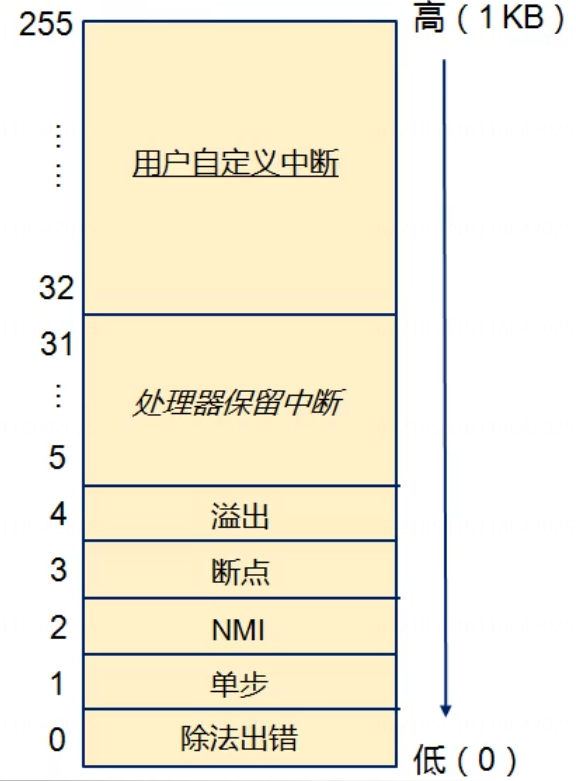 255
高（1 KB）
⋮
⋮
用户自定义中断
32
31
⋮
处理器保留中断
5
4 溢出
3 断点
2 NMI
1 单步
0 除法出错
低（0）